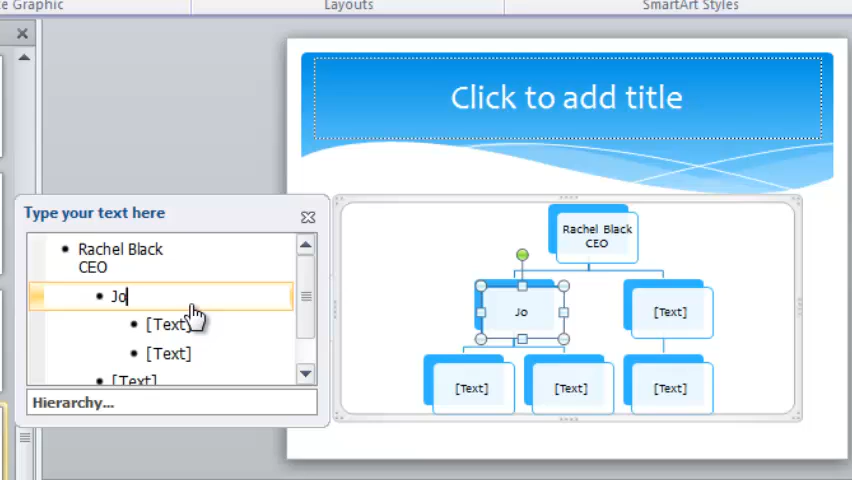 Layouts
SmartArt Styles
Click to add title
Type your text here
Rachel Black
CEO
Jo
[Text]
[Text]
[Text]
Hierarchy...
Rachel Black
CEO
Jo
[Text]
[Text]
[Text]
[Text]